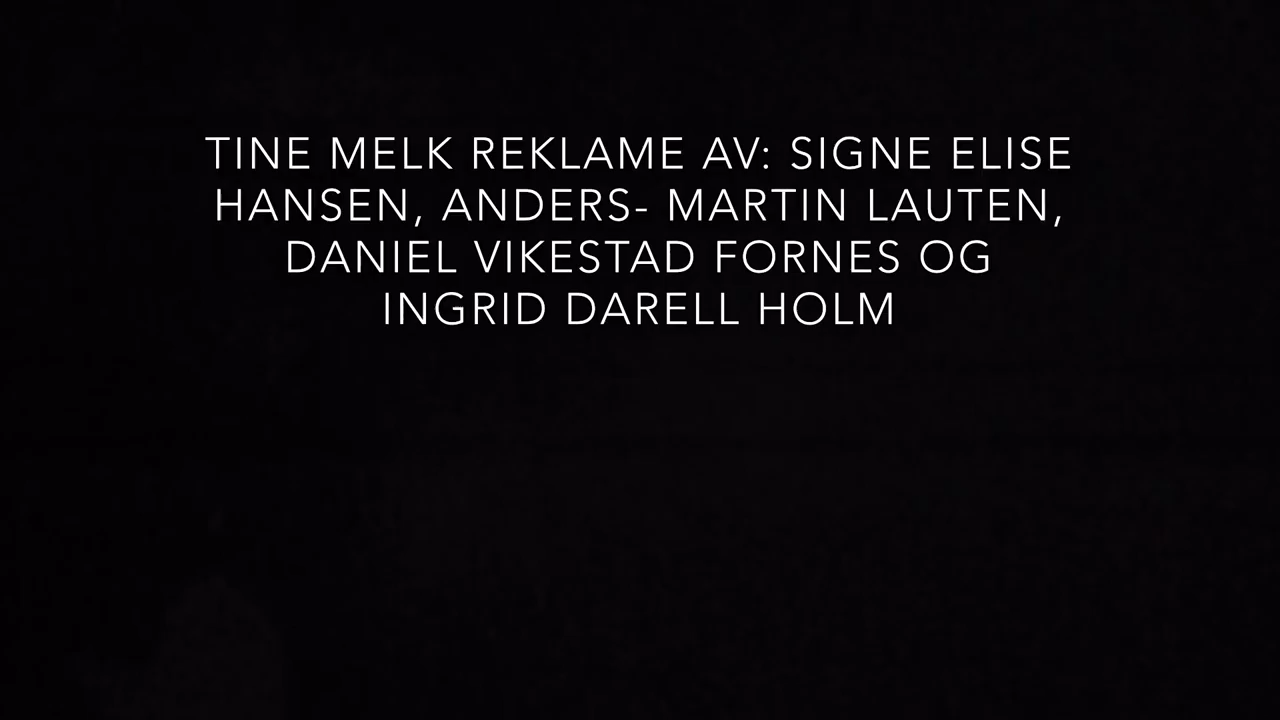 TINE MELK REKLAME AV: SIGNE ELISE
HANSEN, ANDERS- MARTIN LAUTEN,
DANIEL VIKESTAD FORNES OG
INGRID DARELL HOLM